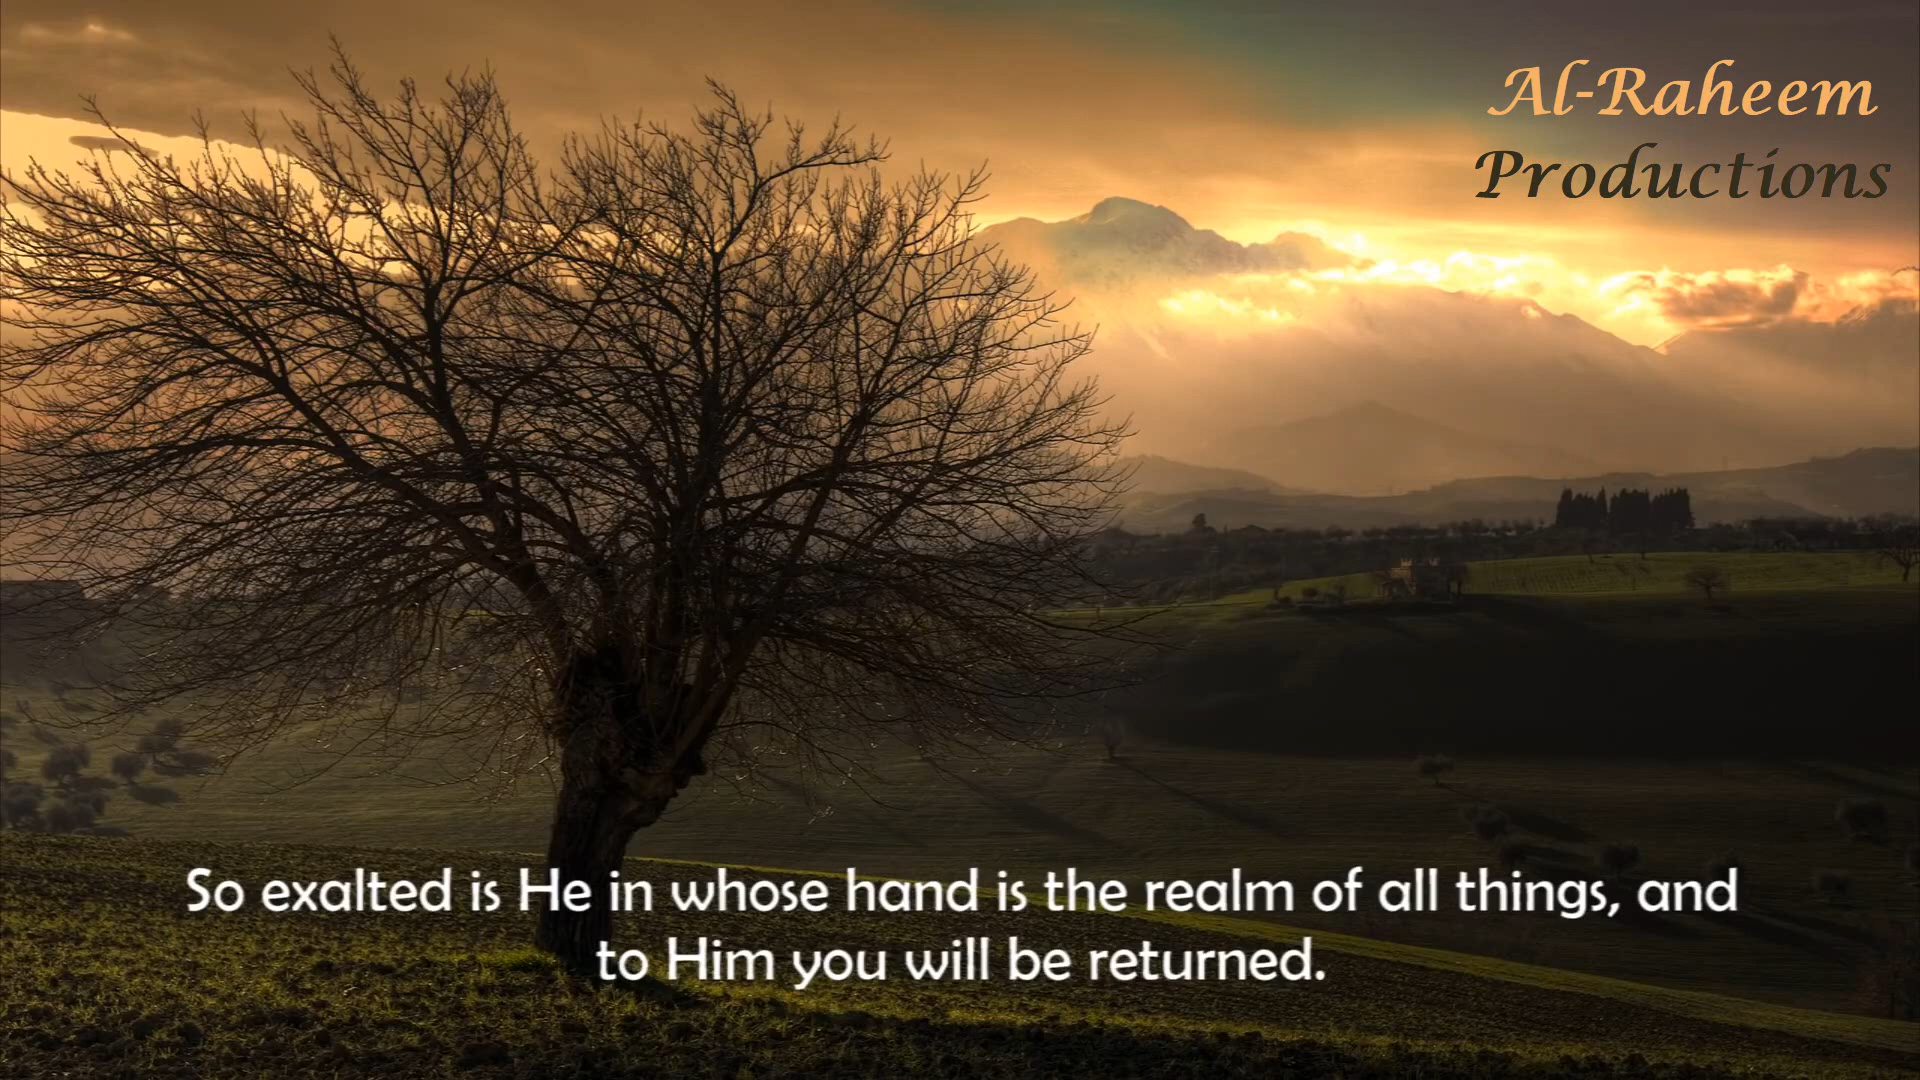 Al-Raheem
Productions
So exalted is He in whose hand is the realm of all things, and
to Him you will be returned.